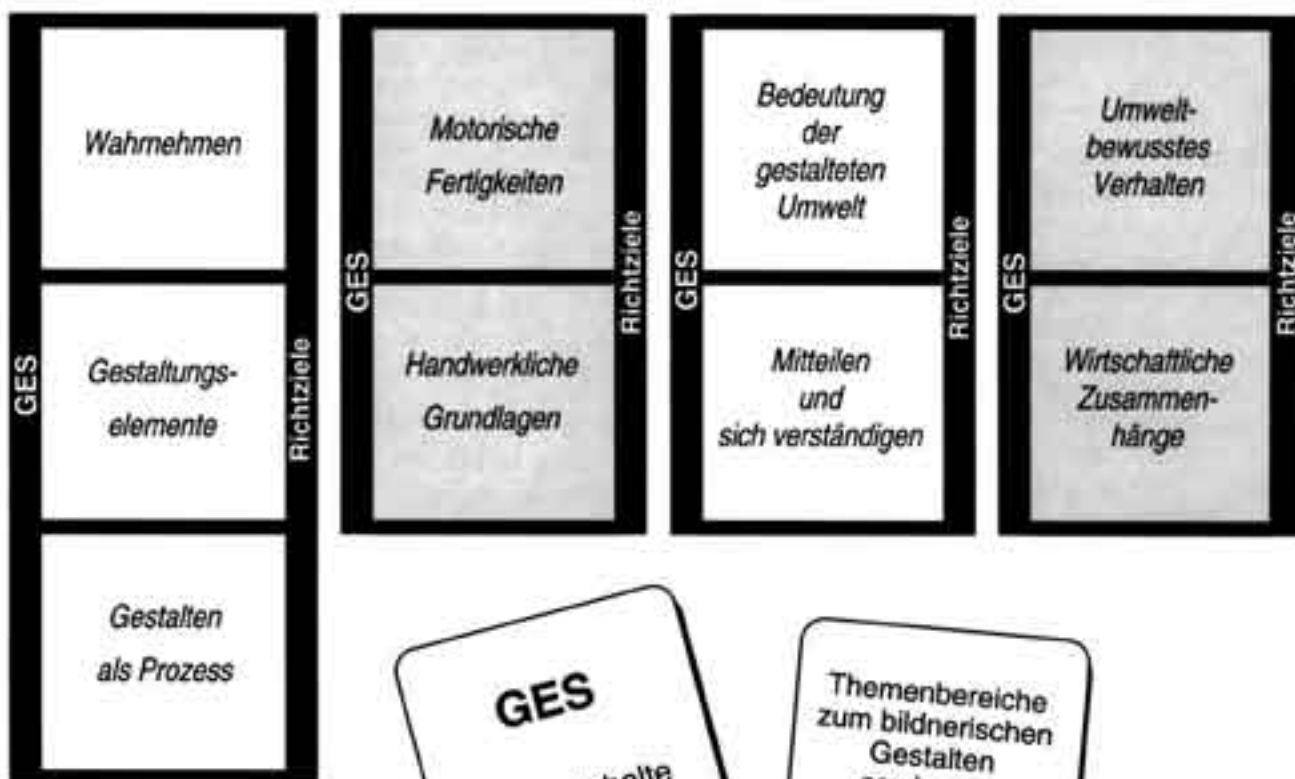 GES
Wahrnehmen
Gestaltungs-
elemente
Gestalten
als Prozess
Richtziele
GES
Motorische
Fertigkeiten
Handwerkliche
Grundlagen
Richtziele
GES
Bedeutung
der
gestalteten
Umwelt
Mitteilen
und
sich verständigen
Richtziele
GES
Umwelt-
bewusstes
Verhalten
Wirtschaftliche
Zusammen-
hänge
Richtziele
GES
Themenbereiche
zum bildnerischen
Gestalten